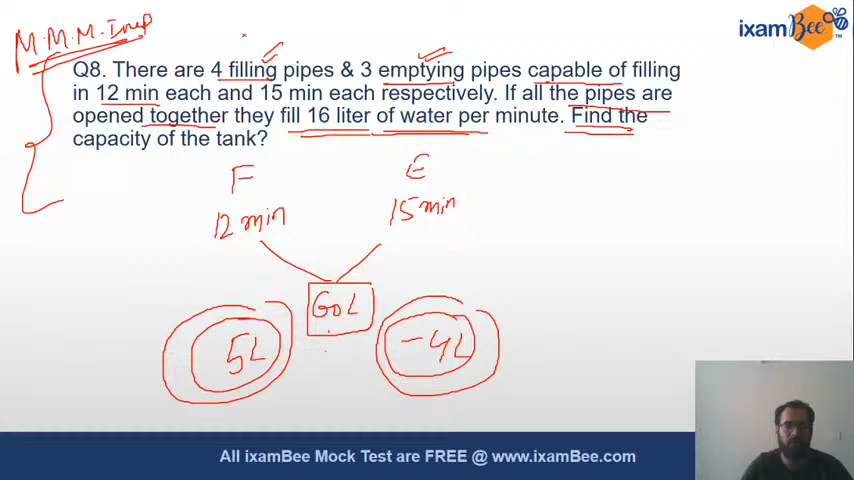 M.M.M. Imp
ixamBee
TM
Q8. There are 4 filling pipes & 3 emptying pipes capable of filling
in 12 min each and 15 min each respectively. If all the pipes are
opened together they fill 16 liter of water per minute. Find the
capacity of the tank?
F E
12 min 15 min
60L
5L -4L
All ixamBee Mock Test are FREE @ www.ixamBee.com